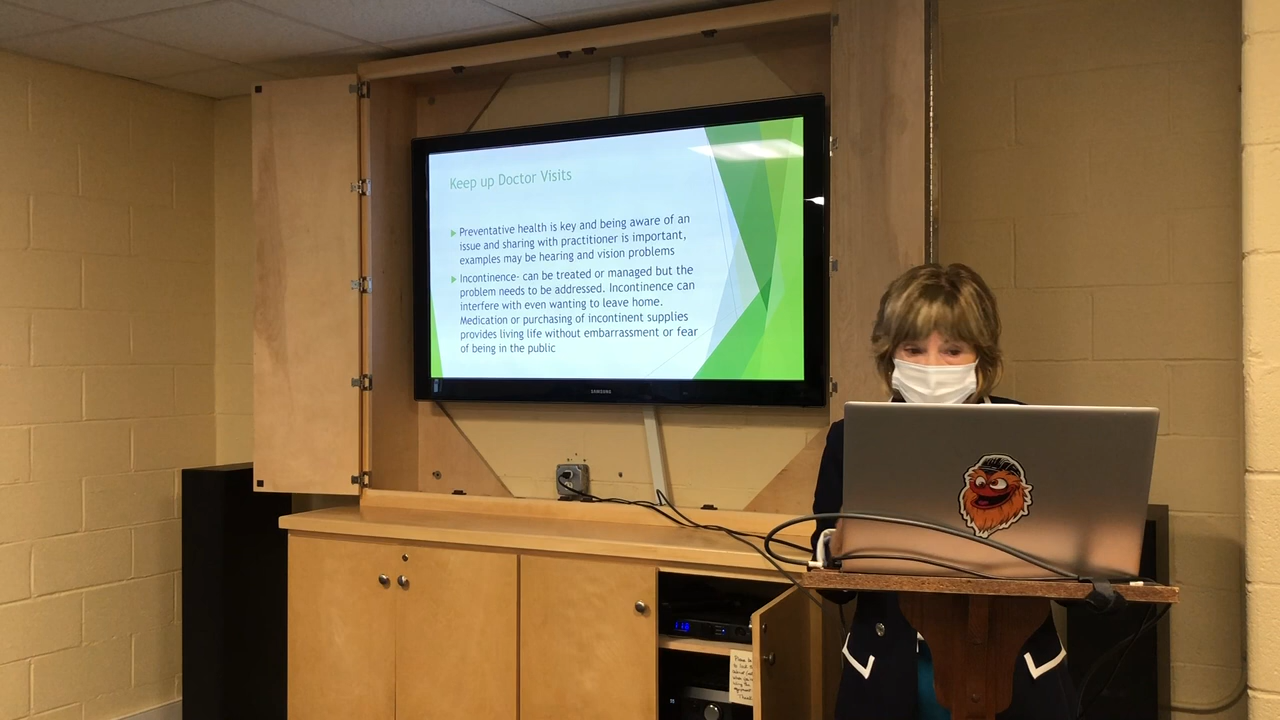 Keep up Doctor Visits
Preventative health is key and being aware of an
issue and sharing with practitioner is important,
examples may be hearing and vision problems
Incontinence- can be treated or managed but the
problem needs to be addressed. Incontinence can
interfere with even wanting to leave home.
Medication or purchasing of incontinent supplies
provides living life without embarrassment or fear
of being in the public
SAMSUNG